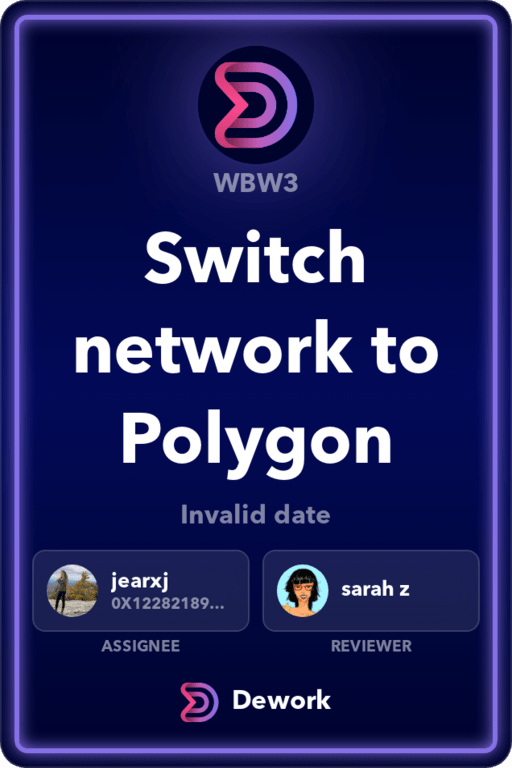 WBW3
Switch
network to
Polygon
Invalid date
jearxj
0X12282189...
sarah z
ASSIGNEE
REVIEWER
Dework